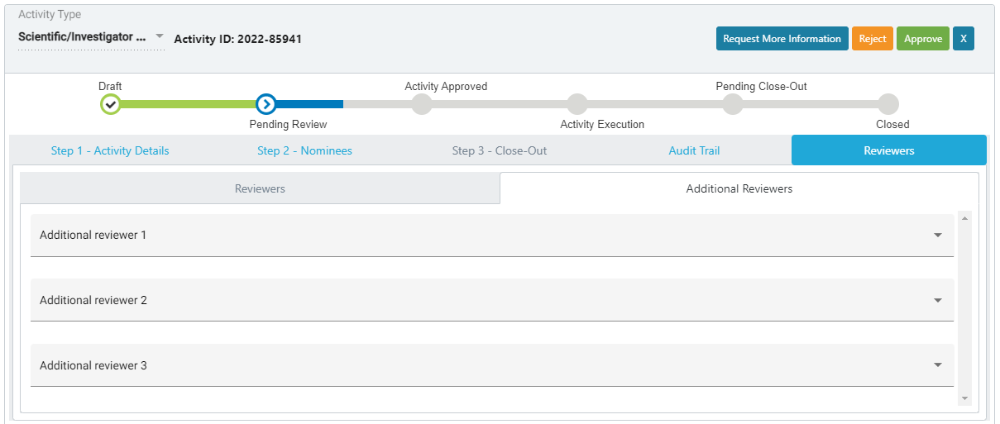 Activity Type
Scientific/Investigator ... Activity ID: 2022-85941 Request More Information Reject Approve X
Draft Activity Approved Pending Close-Out
Pending Review Activity Execution Closed
Step 1 - Activity Details Step 2 - Nominees Step 3 - Close-Out Audit Trail Reviewers
Reviewers Additional Reviewers
Additional reviewer 1
Additional reviewer 2
Additional reviewer 3